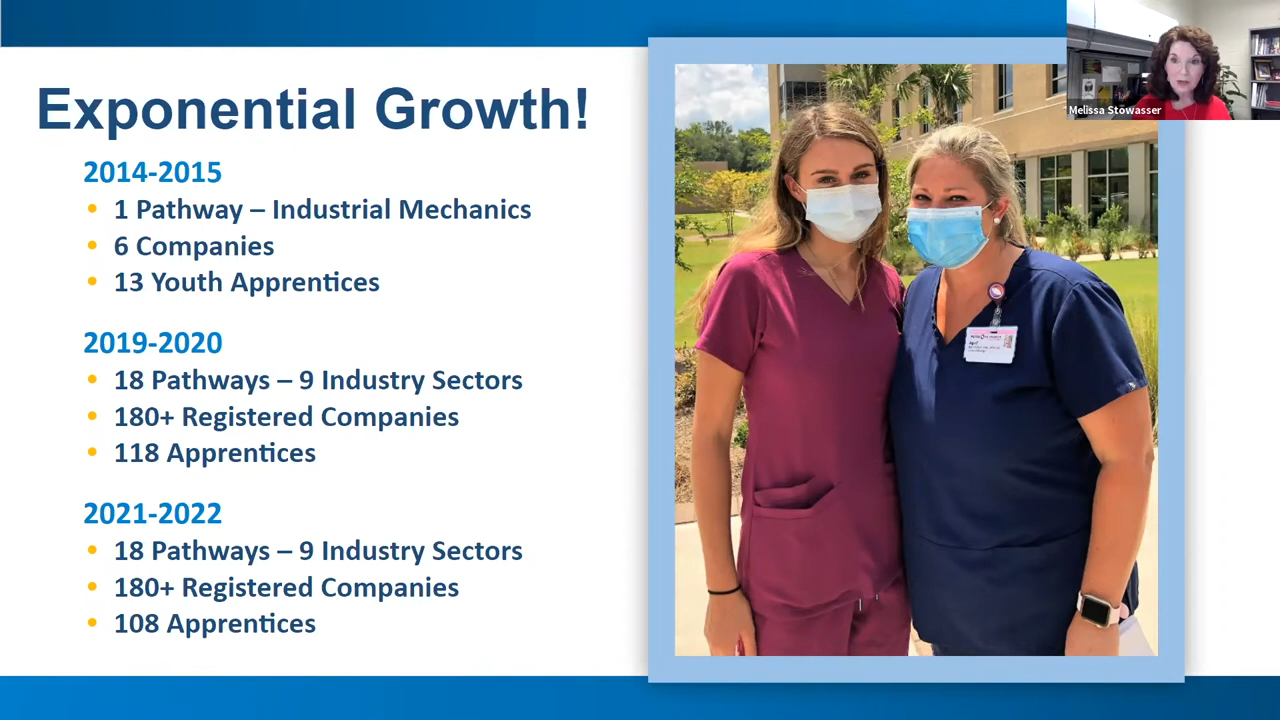 Exponential Growth!
2014-2015
• 1 Pathway – Industrial Mechanics
• 6 Companies
• 13 Youth Apprentices
2019-2020
• 18 Pathways – 9 Industry Sectors
• 180+ Registered Companies
• 118 Apprentices
2021-2022
• 18 Pathways – 9 Industry Sectors
• 180+ Registered Companies
• 108 Apprentices
Melissa Stowasser
April